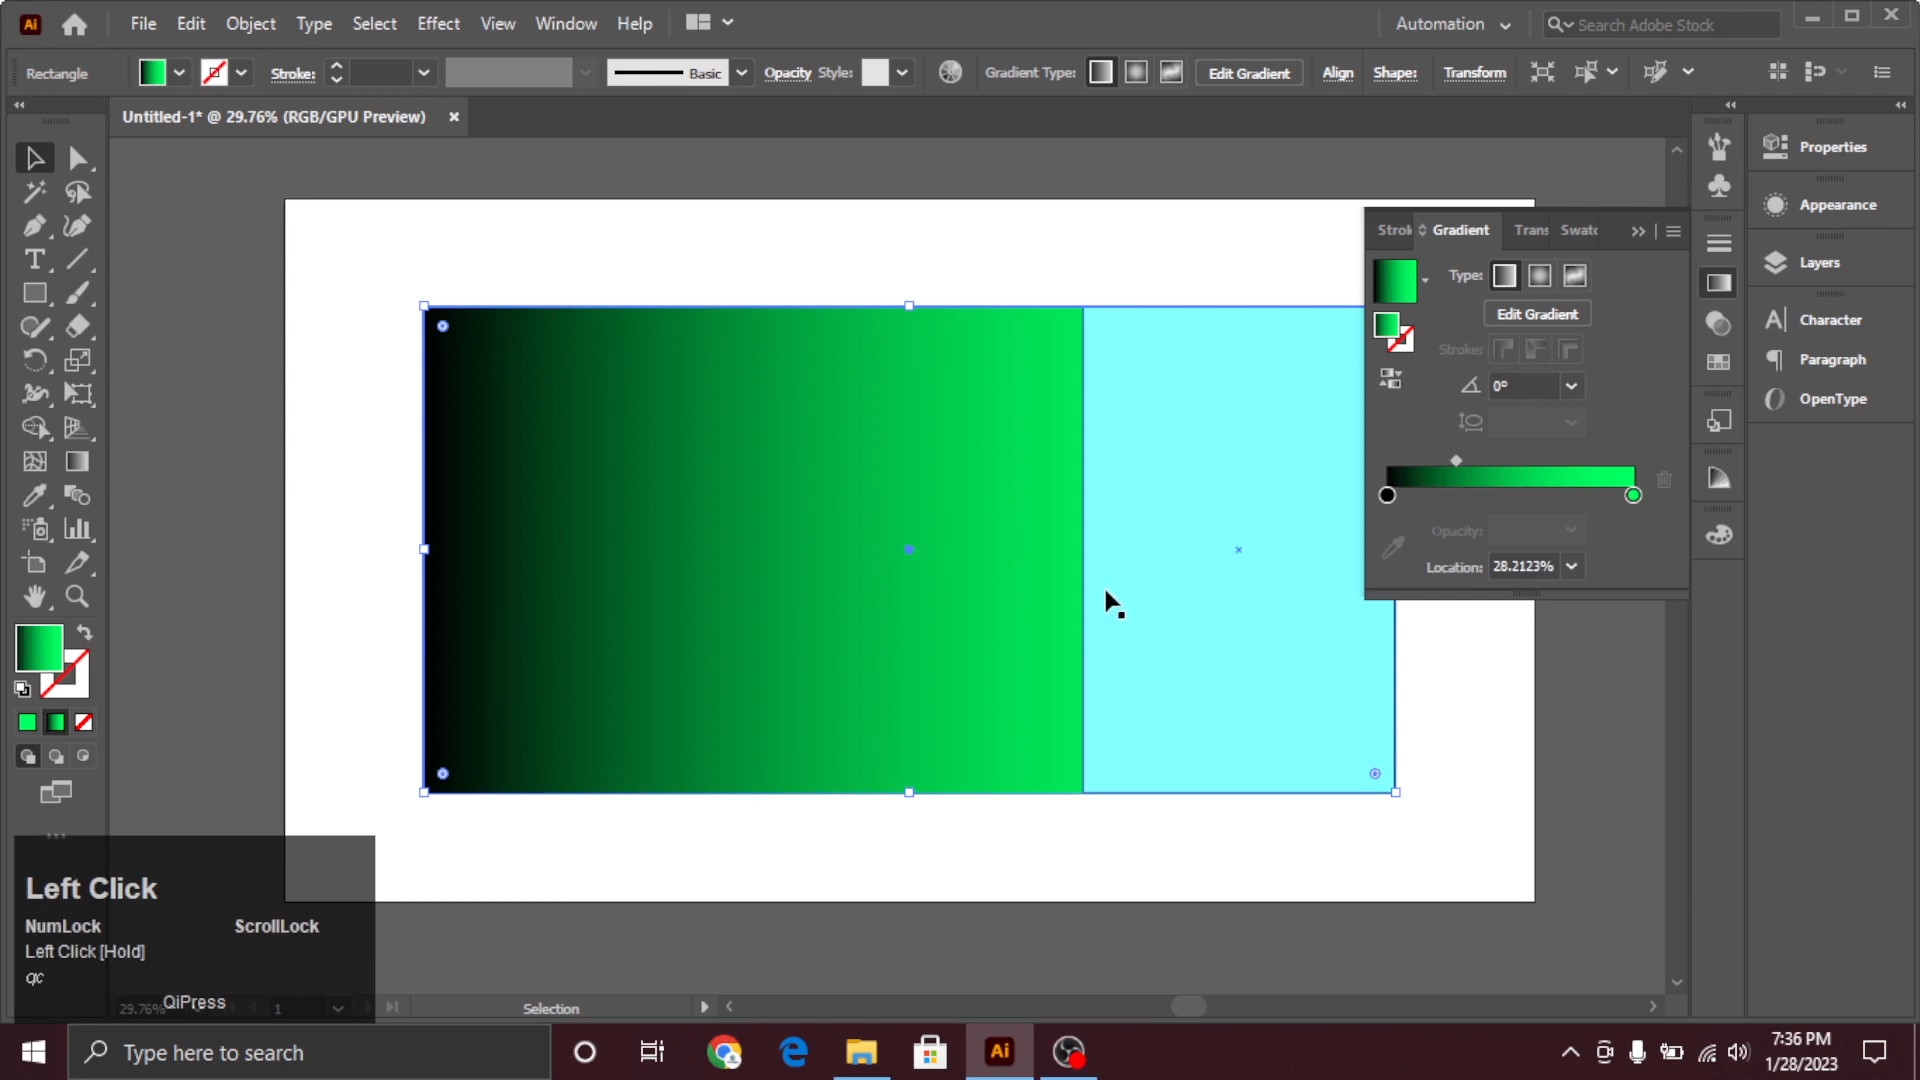 Ai File Edit Object Type Select Effect View Window Help Automation Search Adobe Stock
Rectangle Stroke: Basic Opacity Style: Gradient Type: Edit Gradient Align Shape: Transform
Untitled-1* @ 29.76% (RGB/GPU Preview) ×
Strok Gradient Trans Swatc
Type:
Edit Gradient
Stroke:
0°
Opacity:
Location: 28.2123%
Properties
Appearance
Layers
Character
Paragraph
OpenType
Left Click
NumLock ScrollLock
Left Click [Hold]
qc
QiPress
29.76% 1 Selection
Type here to search
Ai
7:36 PM
1/28/2023